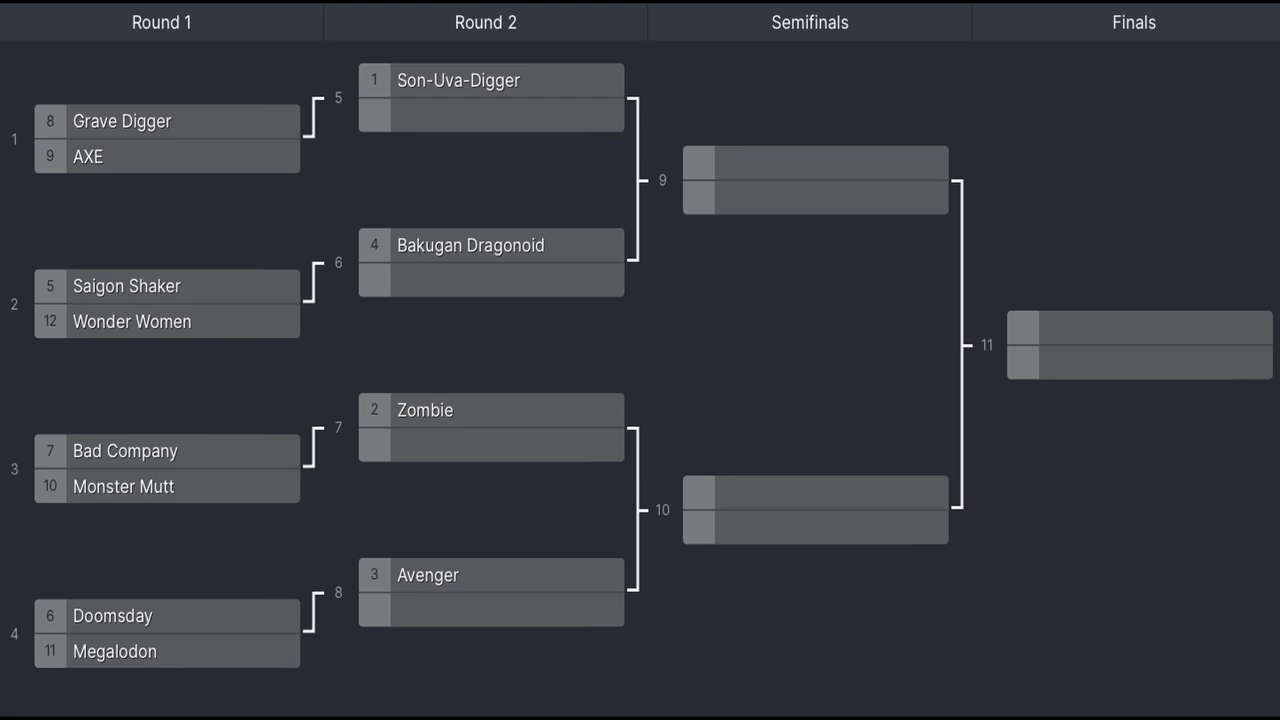 Round 1
Round 2
Semifinals
Finals
1
8 Grave Digger
9 AXE
2
5 Saigon Shaker
12 Wonder Women
3
7 Bad Company
10 Monster Mutt
4
6 Doomsday
11 Megalodon
5
1 Son-Uva-Digger
6
4 Bakugan Dragonoid
7
2 Zombie
8
3 Avenger
9
10
11